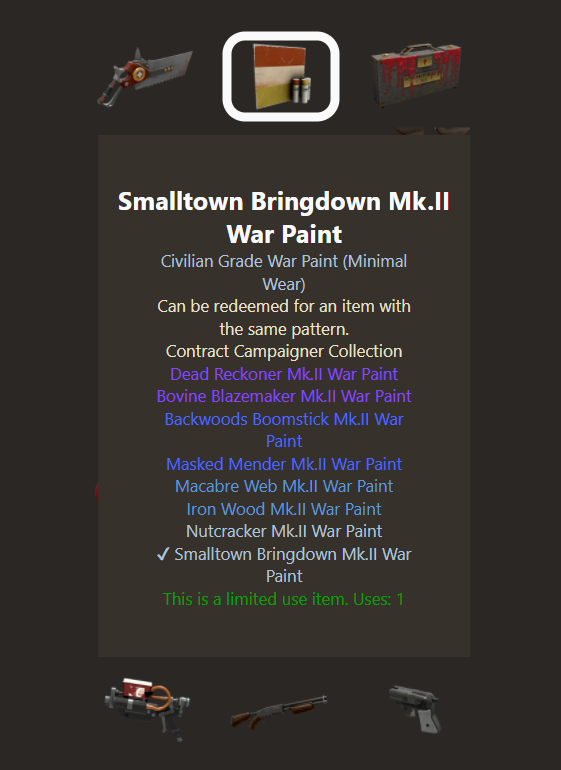 Smalltown Bringdown Mk.II
War Paint
Civilian Grade War Paint (Minimal
Wear)
Can be redeemed for an item with
the same pattern.
Contract Campaigner Collection
Dead Reckoner Mk.II War Paint
Bovine Blazemaker Mk.II War Paint
Backwoods Boomstick Mk.II War
Paint
Masked Mender Mk.II War Paint
Macabre Web Mk.II War Paint
Iron Wood Mk.II War Paint
Nutcracker Mk.II War Paint
✔ Smalltown Bringdown Mk.II War
Paint
This is a limited use item. Uses: 1